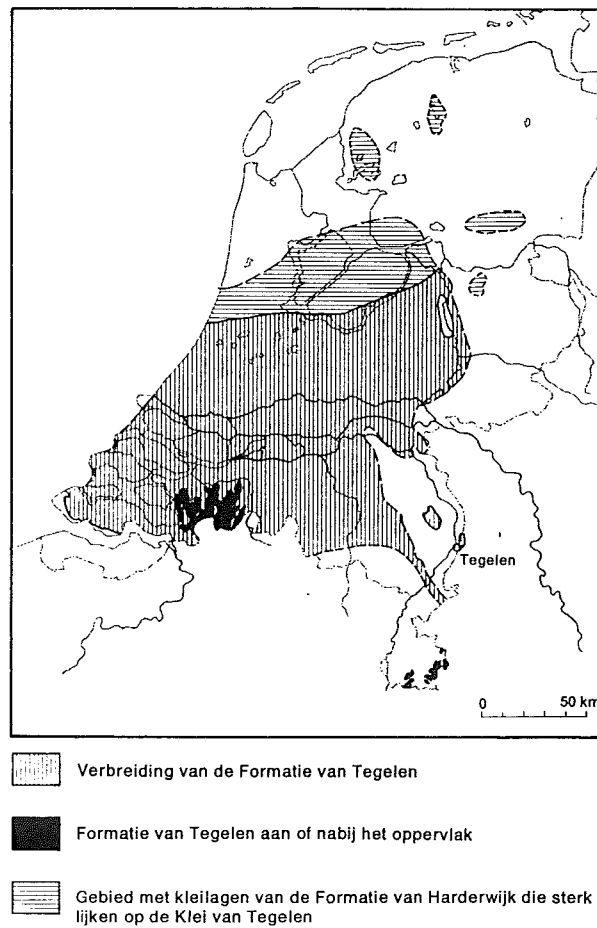 Tegelen
0 50 km
Verbreiding van de Formatie van Tegelen
Formatie van Tegelen aan of nabij het oppervlak
Gebied met kleilagen van de Formatie van Harderwijk die sterk
lijken op de Klei van Tegelen